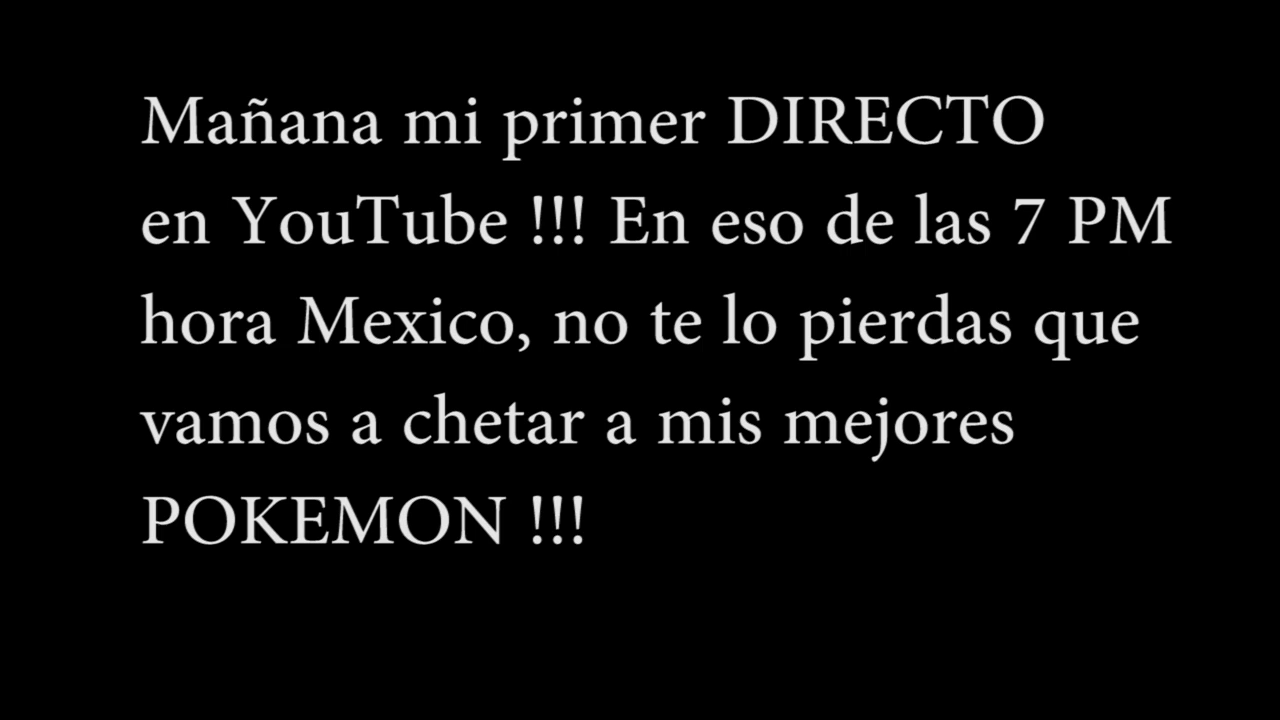 Mañana mi primer DIRECTO
en YouTube !!! En eso de las 7 PM
hora Mexico, no te lo pierdas que
vamos a chetar a mis mejores
POKEMON !!!